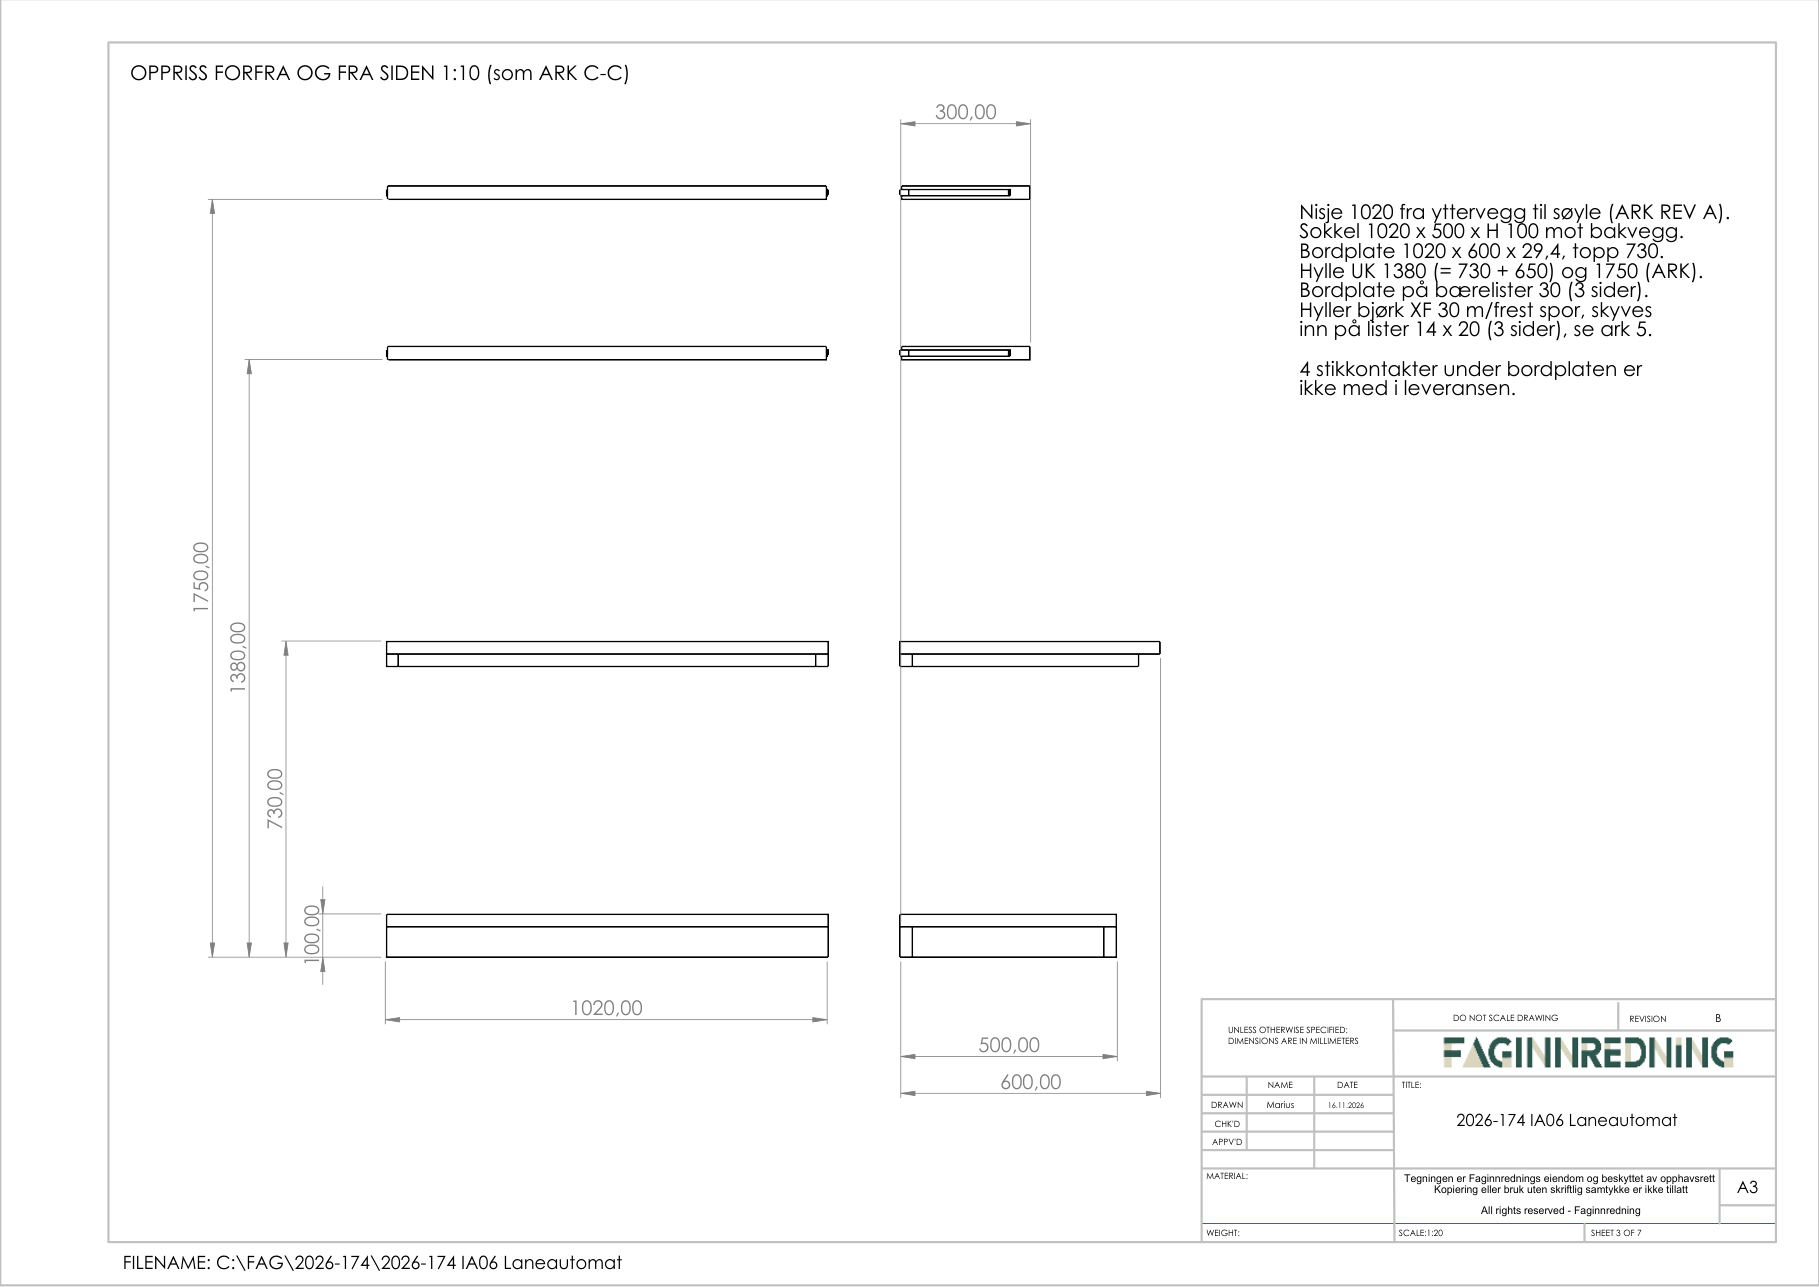 OPPRISS FORFRA OG FRA SIDEN 1:10 (som ARK C-C)
300,00
Nisje 1020 fra yttervegg til søyle (ARK REV A).
Sokkel 1020 x 500 x H 100 mot bakvegg.
Bordplate 1020 x 600 x 29,4, topp 730.
Hylle UK 1380 (= 730 + 650) og 1750 (ARK).
Bordplate på bærelister 30 (3 sider).
Hyller bjørk XF 30 m/frest spor, skyves
inn på lister 14 x 20 (3 sider), se ark 5.
4 stikkontakter under bordplaten er
ikke med i leveransen.
1750,00
1380,00
730,00
100,00
1020,00
500,00
600,00
UNLESS OTHERWISE SPECIFIED:
DIMENSIONS ARE IN MILLIMETERS
DO NOT SCALE DRAWING
REVISION B
FAGINNREDNING
NAME DATE
DRAWN Marius 16.11.2026
CHK'D
APPV'D
TITLE:
2026-174 IA06 Laneautomat
MATERIAL:
Tegningen er Faginnrednings eiendom og beskyttet av opphavsrett
Kopiering eller bruk uten skriftlig samtykke er ikke tillatt
All rights reserved - Faginnredning
A3
WEIGHT:
SCALE:1:20
SHEET 3 OF 7
FILENAME: C:\FAG\2026-174\2026-174 IA06 Laneautomat